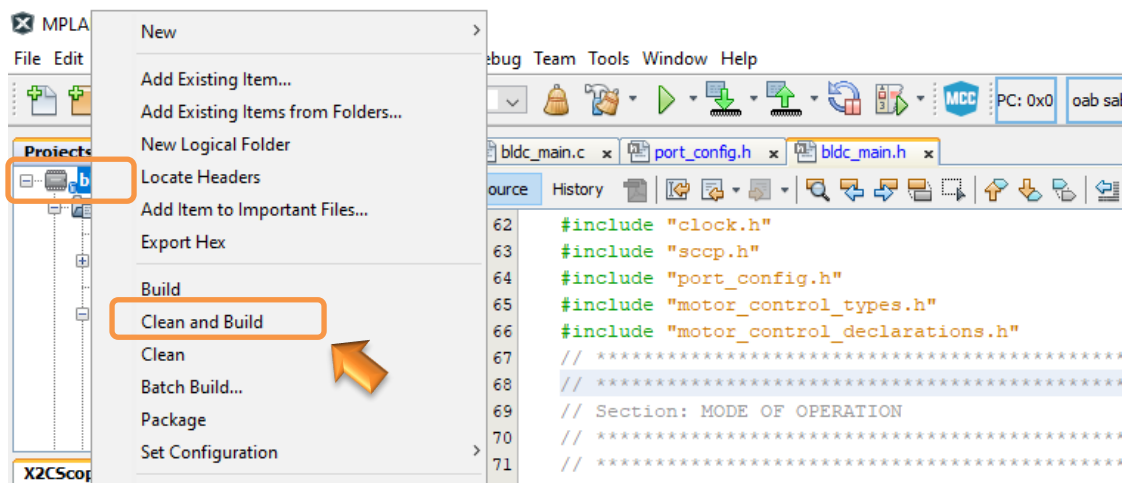 MPLA
File Edit
ebug Team Tools Window Help
MCC
PC: 0x0
oab sal
Projects
b
New
Add Existing Item...
Add Existing Items from Folders...
New Logical Folder
Locate Headers
Add Item to Important Files...
Export Hex
Build
Clean and Build
Clean
Batch Build...
Package
Set Configuration
X2CScop
bldc_main.c x
port_config.h x
bldc_main.h x
ource History
62 #include "clock.h"
63 #include "sccp.h"
64 #include "port_config.h"
65 #include "motor_control_types.h"
66 #include "motor_control_declarations.h"
67 // *********************************************
68 // *********************************************
69 // Section: MODE OF OPERATION
70 // *********************************************
71 // *********************************************